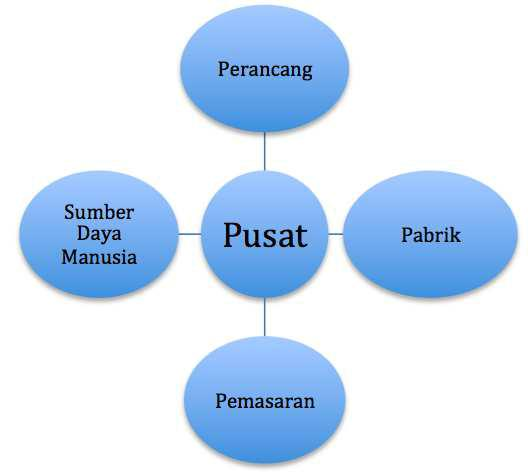 Perancang
Sumber
Daya
Manusia
Pusat
Pabrik
Pemasaran